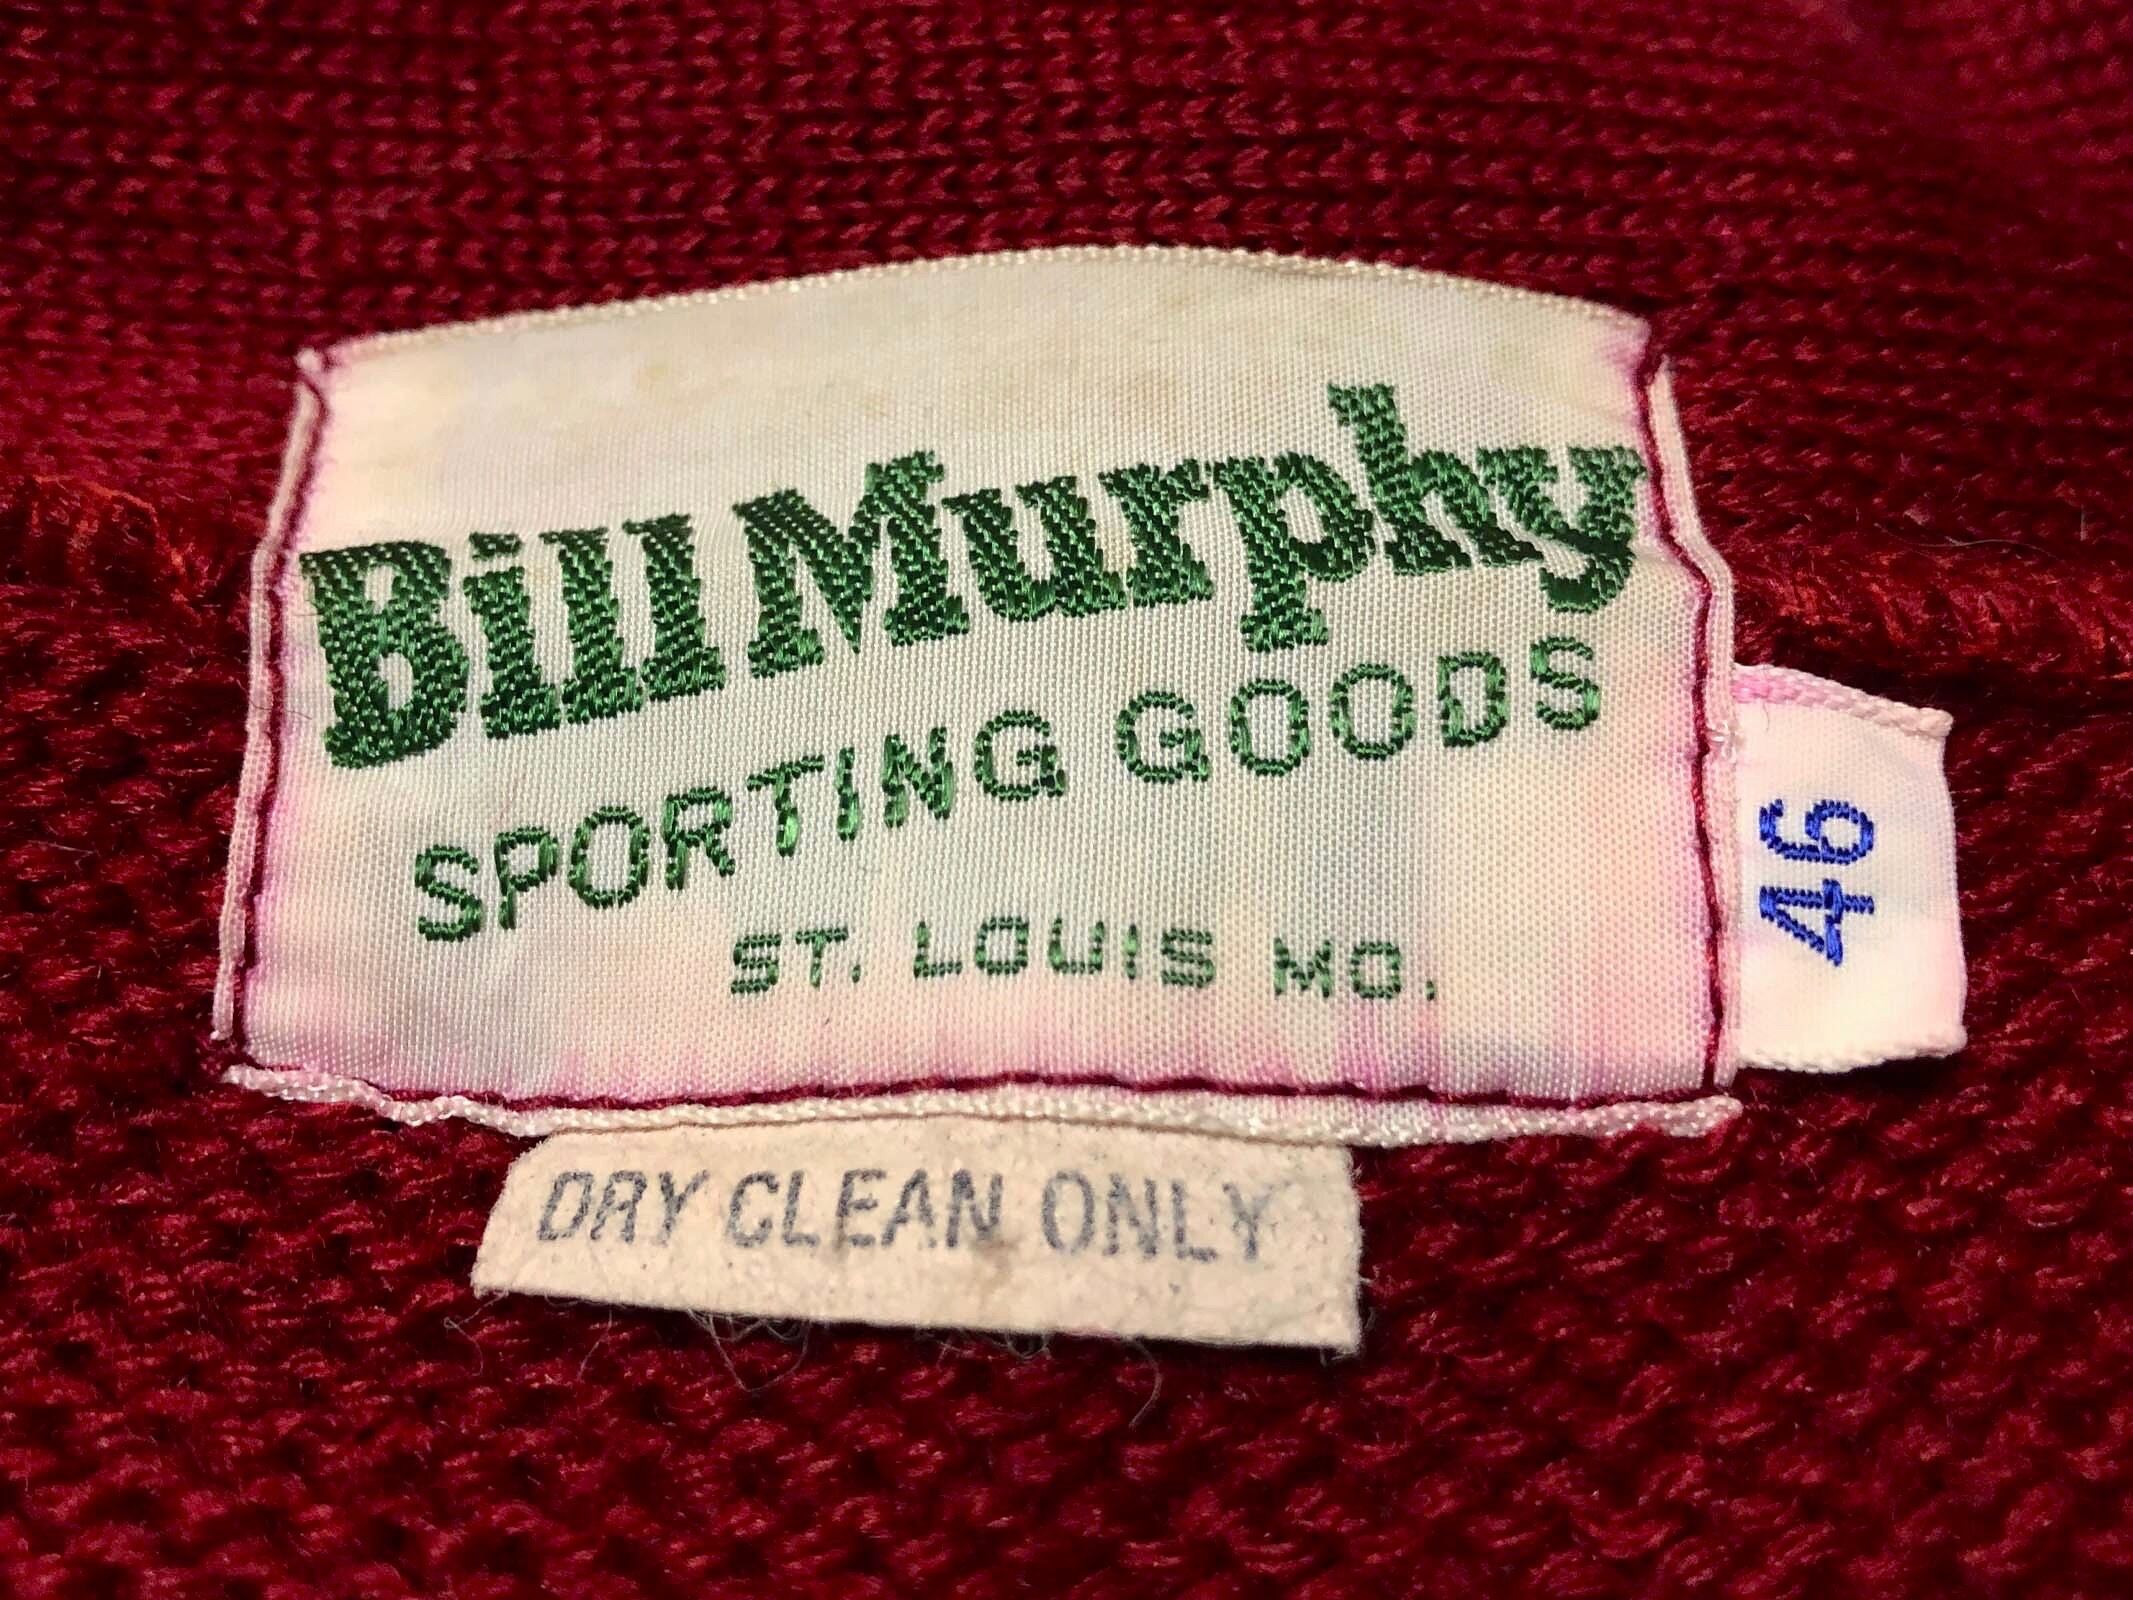 Bill Murphy
SPORTING GOODS
ST. LOUIS MO.
46
DRY CLEAN ONLY